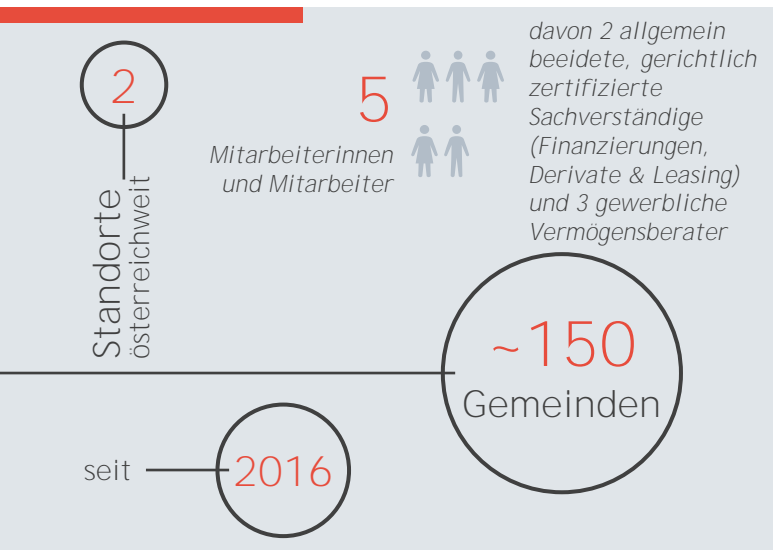 2
Standorte
österreichweit
5
Mitarbeiterinnen
und Mitarbeiter
davon 2 allgemein
beeidete, gerichtlich
zertifizierte
Sachverständige
(Finanzierungen,
Derivate & Leasing)
und 3 gewerbliche
Vermögensberater
~150
Gemeinden
seit
2016